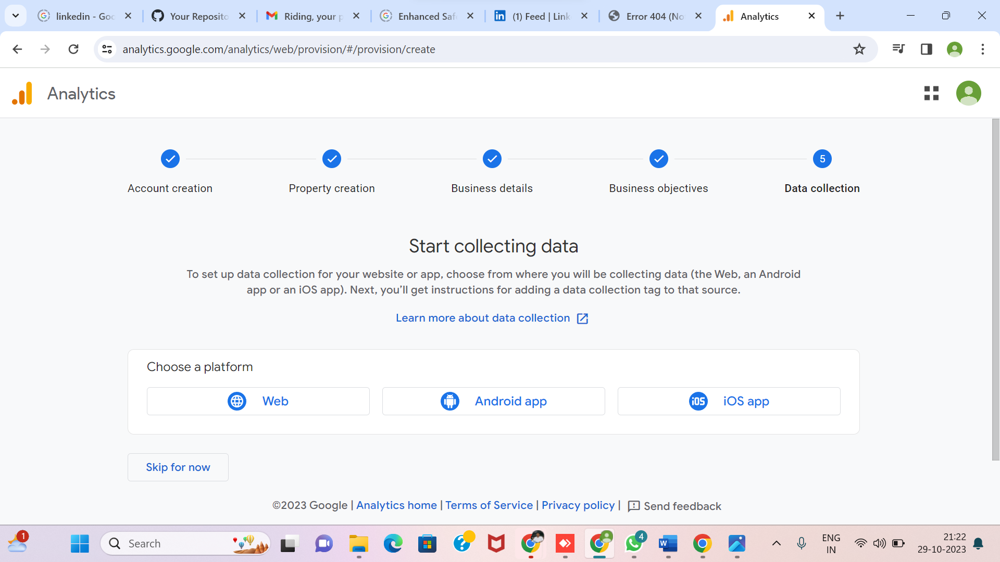 linkedin - Goo
Your Reposito
Riding, your p
Enhanced Saf
(1) Feed | Link
Error 404 (No
Analytics
analytics.google.com/analytics/web/provision/#/provision/create
Analytics
5
Account creation
Property creation
Business details
Business objectives
Data collection
Start collecting data
To set up data collection for your website or app, choose from where you will be collecting data (the Web, an Android
app or an iOS app). Next, you’ll get instructions for adding a data collection tag to that source.
Learn more about data collection
Choose a platform
Web
Android app
iOS
iOS app
Skip for now
©2023 Google | Analytics home | Terms of Service | Privacy policy | Send feedback
1
Search
4
W
ENG
IN
21:22
29-10-2023